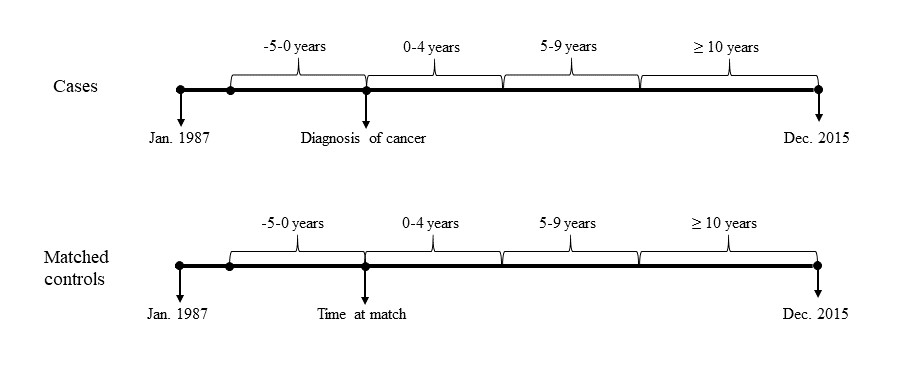 -5-0 years 0-4 years 5-9 years ≥ 10 years
Cases
Jan. 1987 Diagnosis of cancer Dec. 2015
-5-0 years 0-4 years 5-9 years ≥ 10 years
Matched
controls
Jan. 1987 Time at match Dec. 2015